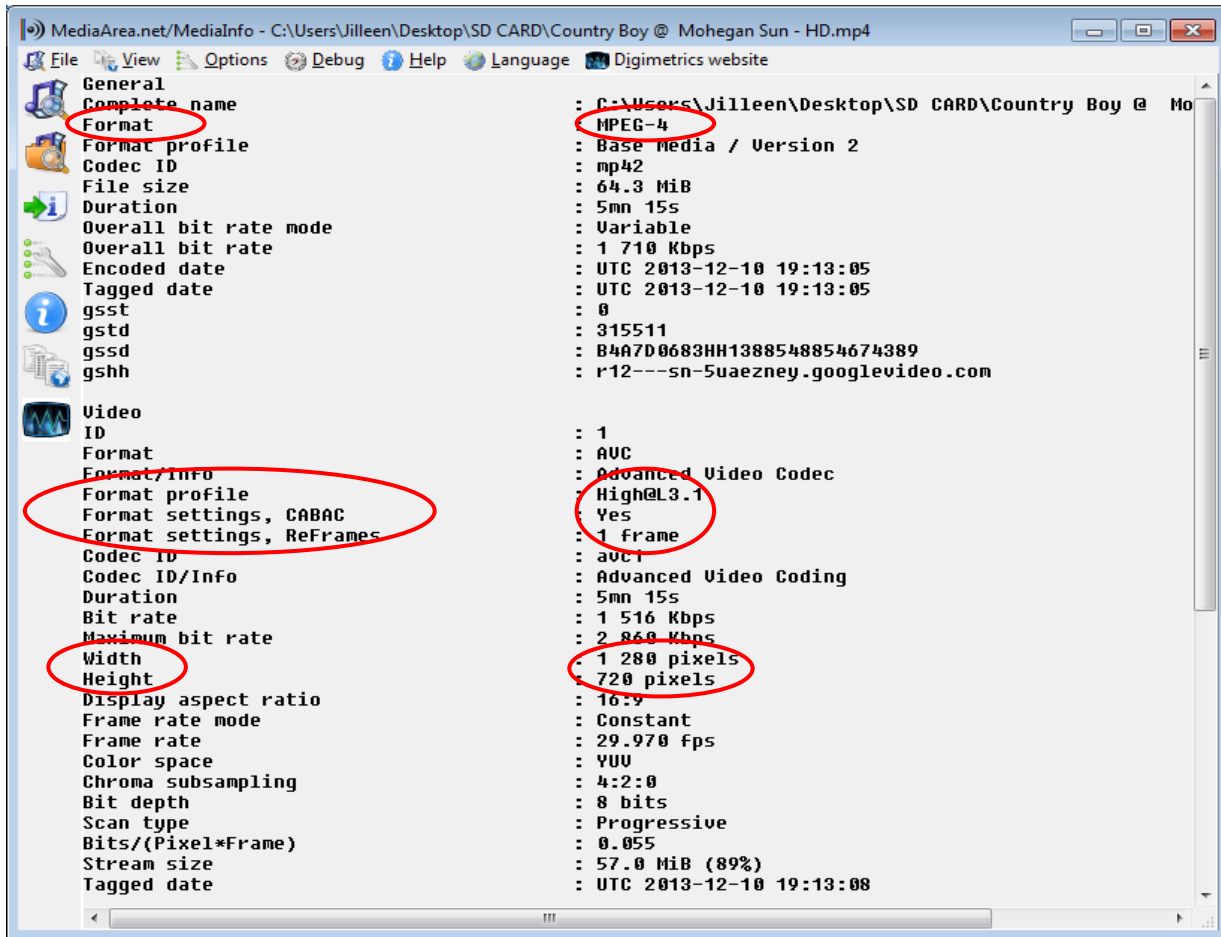 MediaArea.net/MediaInfo - C:\Users\Jilleen\Desktop\SD CARD\Country Boy @  Mohegan Sun - HD.mp4
File View Options Debug Help Language Digimetrics website
General
Complete name : C:\Users\Jilleen\Desktop\SD CARD\Country Boy @  Mo
Format : MPEG-4
Format profile : Base Media / Version 2
Codec ID : mp42
File size : 64.3 MiB
Duration : 5mn 15s
Overall bit rate mode : Variable
Overall bit rate : 1 710 Kbps
Encoded date : UTC 2013-12-10 19:13:05
Tagged date : UTC 2013-12-10 19:13:05
gsst : 0
gstd : 315511
gssd : B4A7D0683HH1388548854674389
gshh : r12---sn-5uaezney.googlevideo.com
Video
ID : 1
Format : AVC
Format/Info : Advanced Video Codec
Format profile : High@L3.1
Format settings, CABAC : Yes
Format settings, ReFrames : 1 frame
Codec ID : avc1
Codec ID/Info : Advanced Video Coding
Duration : 5mn 15s
Bit rate : 1 516 Kbps
Maximum bit rate : 2 860 Kbps
Width : 1 280 pixels
Height : 720 pixels
Display aspect ratio : 16:9
Frame rate mode : Constant
Frame rate : 29.970 fps
Color space : YUV
Chroma subsampling : 4:2:0
Bit depth : 8 bits
Scan type : Progressive
Bits/(Pixel*Frame) : 0.055
Stream size : 57.0 MiB (89%)
Tagged date : UTC 2013-12-10 19:13:08